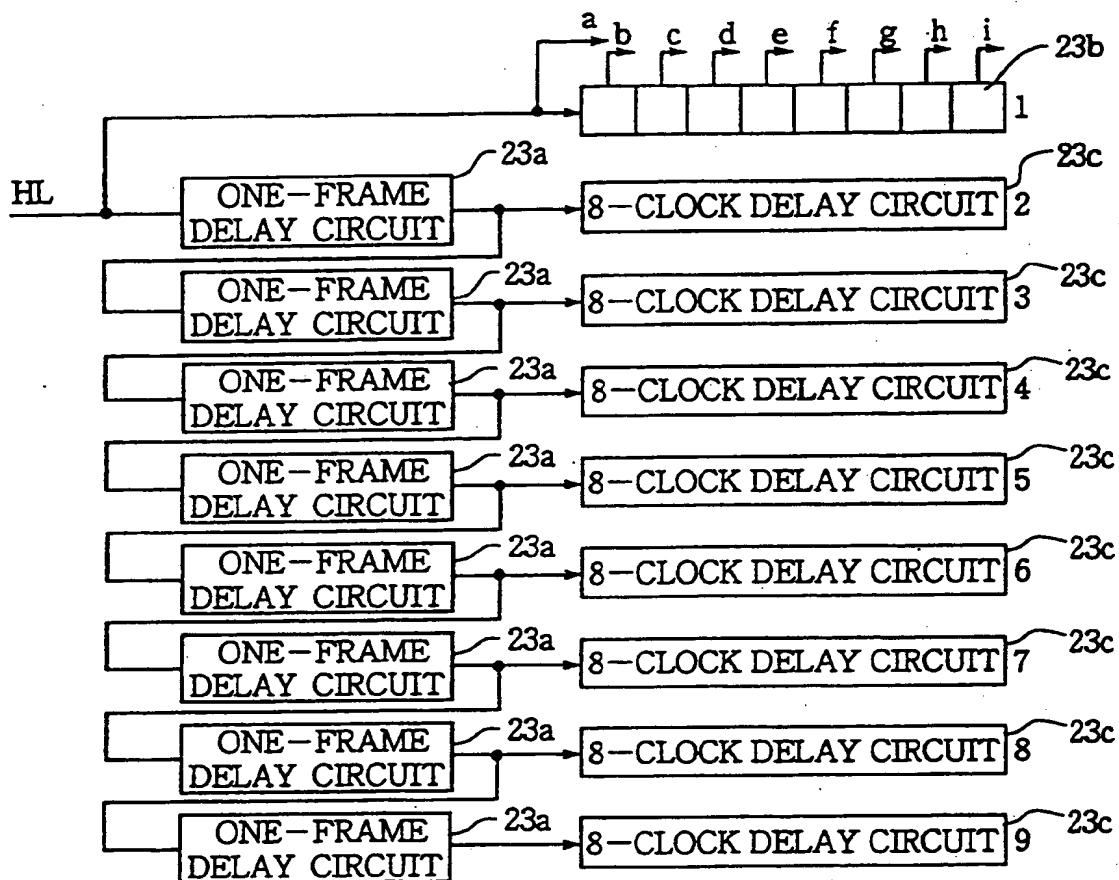 a b c d e f g h i 23b
1
23a 23c
HL ONE-FRAME DELAY CIRCUIT 8-CLOCK DELAY CIRCUIT 2
23a 23c
ONE-FRAME DELAY CIRCUIT 8-CLOCK DELAY CIRCUIT 3
23a 23c
ONE-FRAME DELAY CIRCUIT 8-CLOCK DELAY CIRCUIT 4
23a 23c
ONE-FRAME DELAY CIRCUIT 8-CLOCK DELAY CIRCUIT 5
23a 23c
ONE-FRAME DELAY CIRCUIT 8-CLOCK DELAY CIRCUIT 6
23a 23c
ONE-FRAME DELAY CIRCUIT 8-CLOCK DELAY CIRCUIT 7
23a 23c
ONE-FRAME DELAY CIRCUIT 8-CLOCK DELAY CIRCUIT 8
23a 23c
ONE-FRAME DELAY CIRCUIT 8-CLOCK DELAY CIRCUIT 9